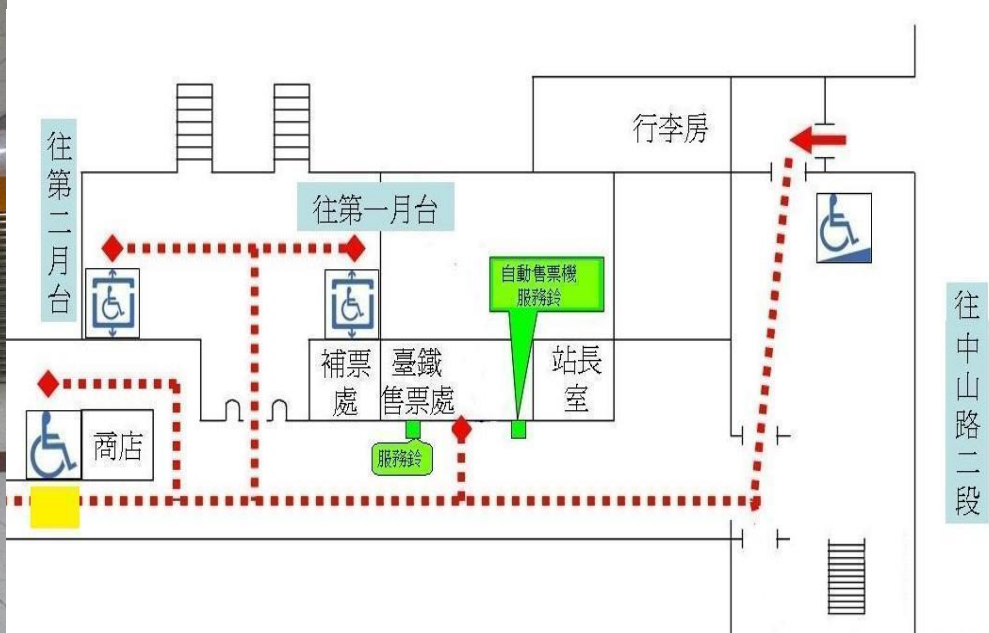 行李房
往第二月台
往第一月台
自動售票機
服務鈴
補票
處
臺鐵
售票處
站長
室
往中山路二段
商店
服務鈴